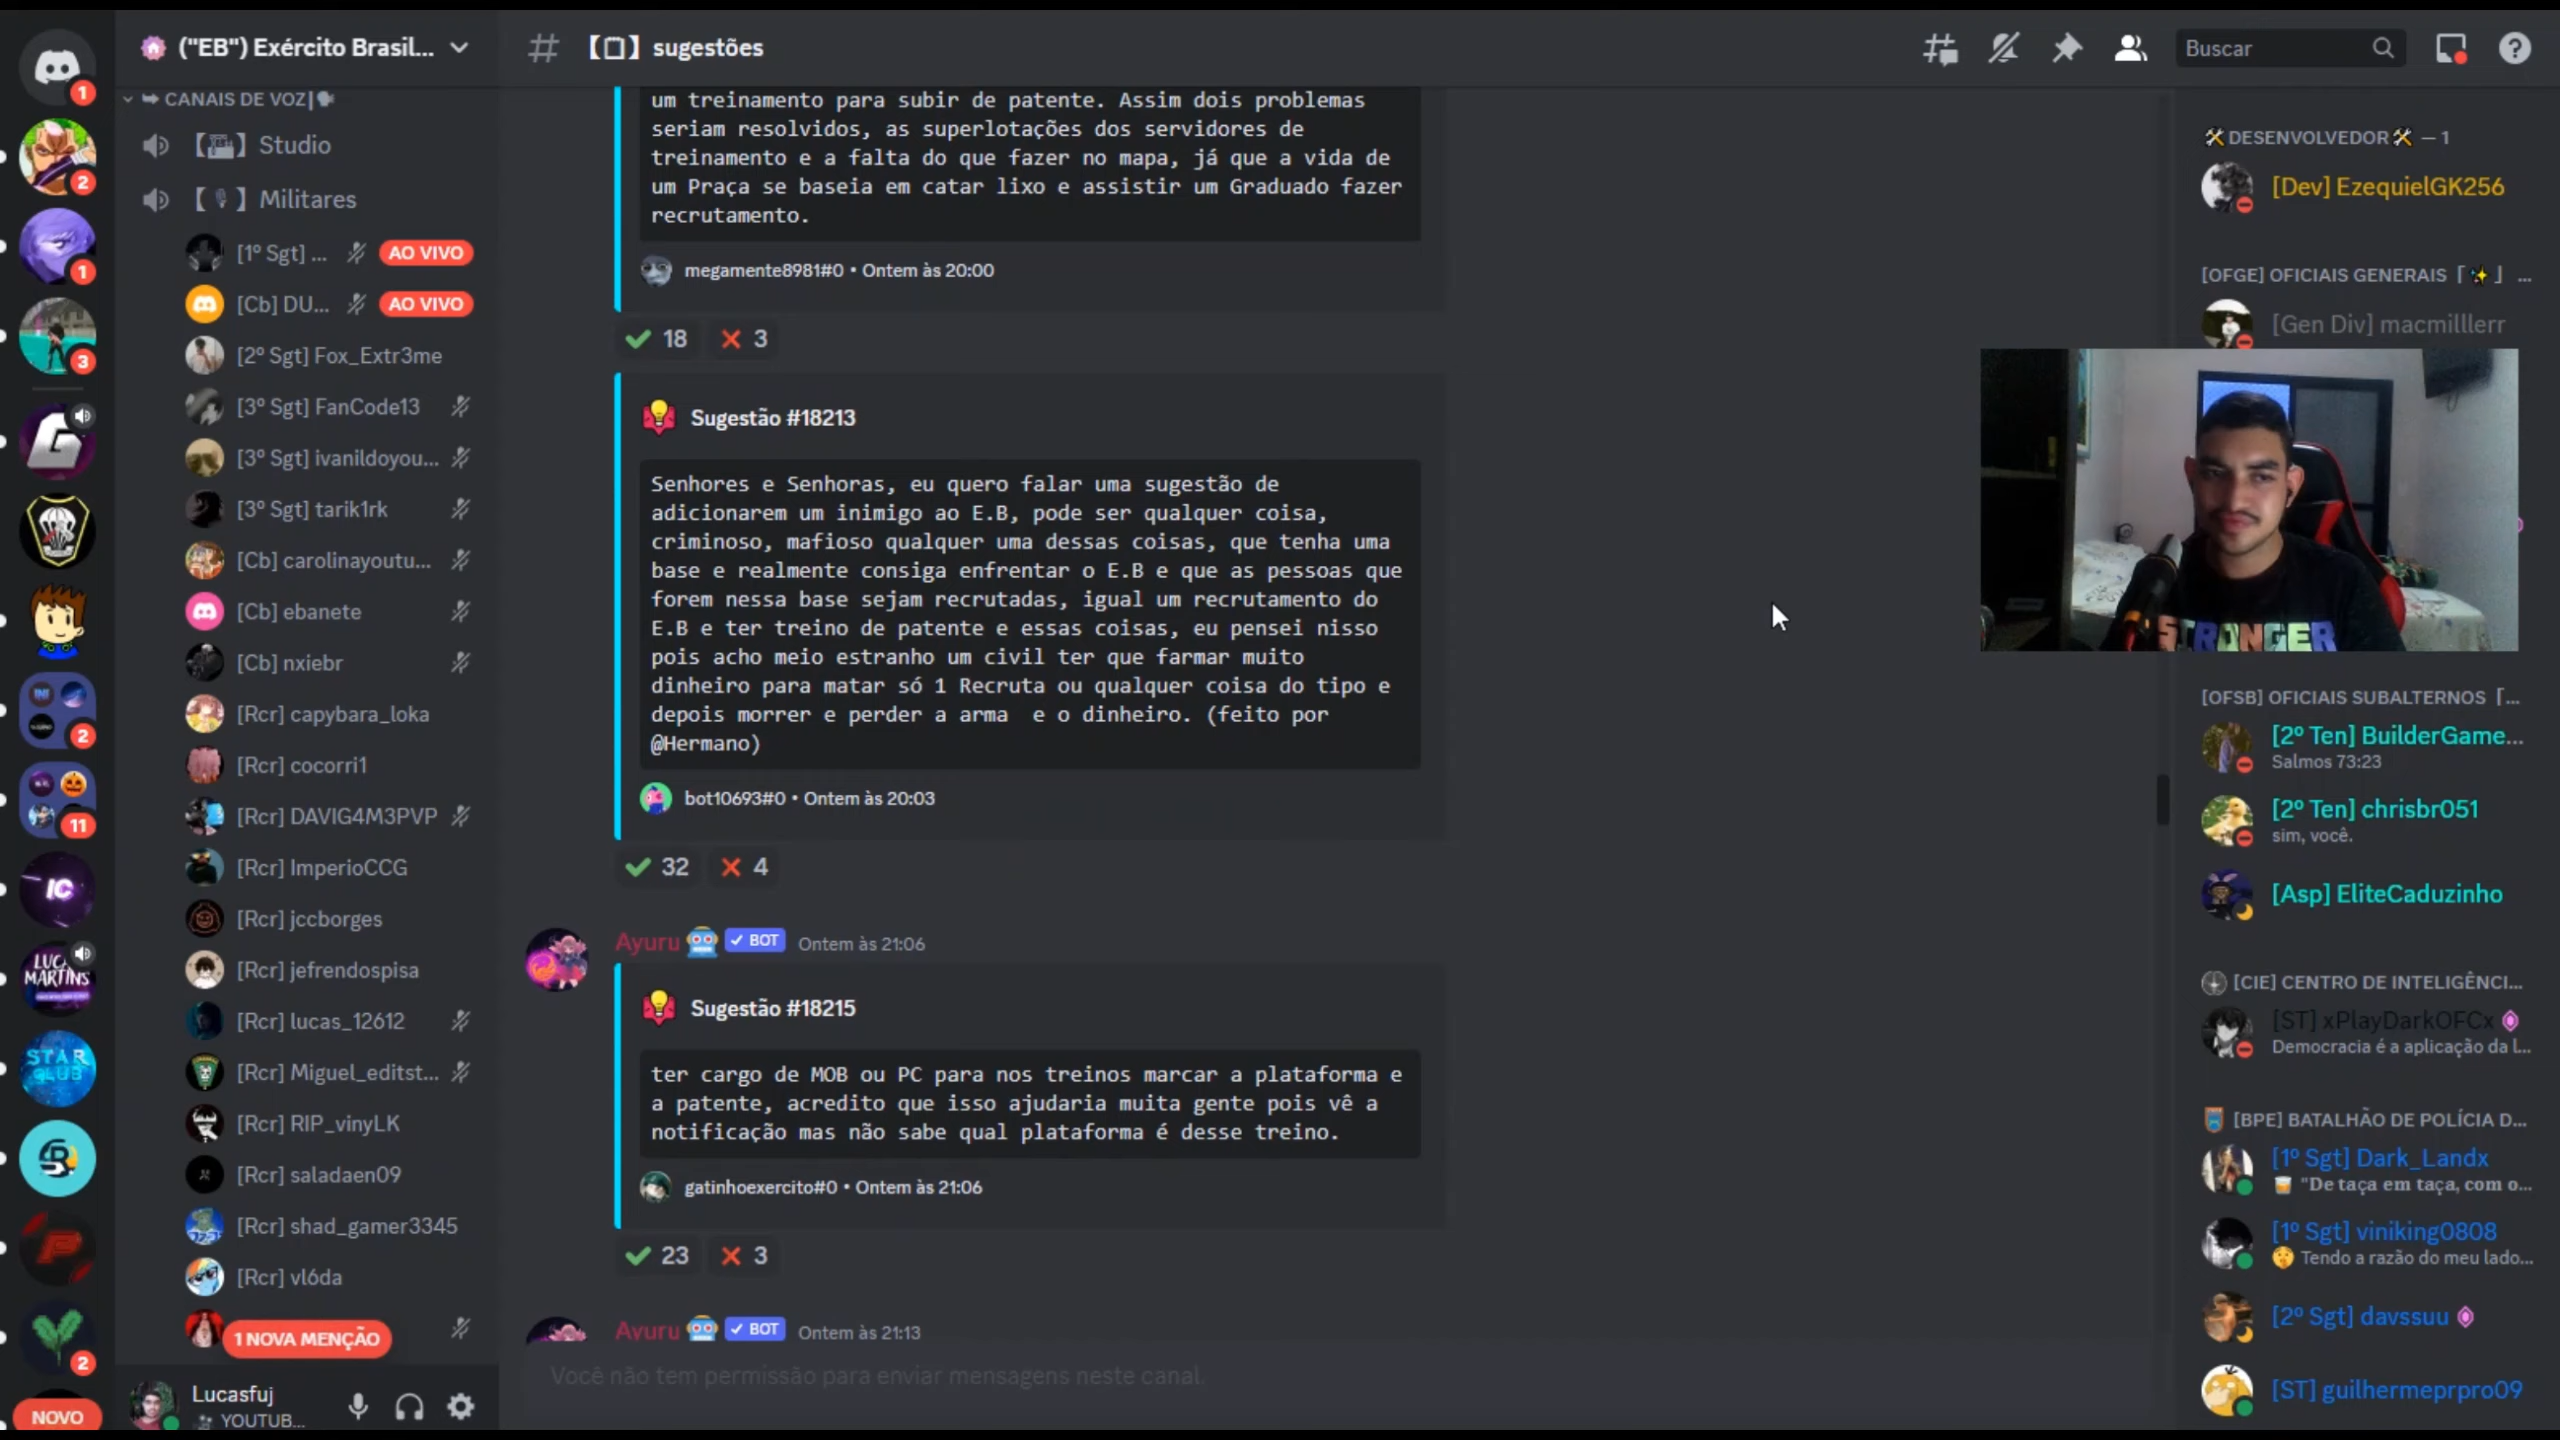 ("EB") Exército Brasil...
【】 sugestões
Buscar
CANAIS DE VOZ
【】 Studio
【】 Militares
[1º Sgt] ... AO VIVO
[Cb] DU... AO VIVO
[2º Sgt] Fox_Extr3me
[3º Sgt] FanCode13
[3º Sgt] ivanildoyou...
[3º Sgt] tarik1rk
[Cb] carolinayoutu...
[Cb] ebanete
[Cb] nxiebr
[Rcr] capybara_loka
[Rcr] cocorri1
[Rcr] DAVIG4M3PVP
[Rcr] ImperioCCG
[Rcr] jccborges
[Rcr] jefrendospisa
[Rcr] lucas_12612
[Rcr] Miguel_editst...
[Rcr] RIP_vinyLK
[Rcr] saladaen09
[Rcr] shad_gamer3345
[Rcr] vl6da
1 NOVA MENÇÃO
Lucasfuj
YOUTUB...
1
2
1
3
2
11
IC
LUCAS
MARTINS
STAR
CLUB
2
NOVO
um treinamento para subir de patente. Assim dois problemas
seriam resolvidos, as superlotações dos servidores de
treinamento e a falta do que fazer no mapa, já que a vida de
um Praça se baseia em catar lixo e assistir um Graduado fazer
recrutamento.
megamente8981#0 • Ontem às 20:00
18 3
Sugestão #18213
Senhores e Senhoras, eu quero falar uma sugestão de
adicionarem um inimigo ao E.B, pode ser qualquer coisa,
criminoso, mafioso qualquer uma dessas coisas, que tenha uma
base e realmente consiga enfrentar o E.B e que as pessoas que
forem nessa base sejam recrutadas, igual um recrutamento do
E.B e ter treino de patente e essas coisas, eu pensei nisso
pois acho meio estranho um civil ter que farmar muito
dinheiro para matar só 1 Recruta ou qualquer coisa do tipo e
depois morrer e perder a arma  e o dinheiro. (feito por
@Hermano)
bot10693#0 • Ontem às 20:03
32 4
Ayuru BOT Ontem às 21:06
Sugestão #18215
ter cargo de MOB ou PC para nos treinos marcar a plataforma e
a patente, acredito que isso ajudaria muita gente pois vê a
notificação mas não sabe qual plataforma é desse treino.
gatinhoexercito#0 • Ontem às 21:06
23 3
Ayuru BOT Ontem às 21:13
Você não tem permissão para enviar mensagens neste canal.
DESENVOLVEDOR — 1
[Dev] EzequielGK256
[OFGE] OFICIAIS GENERAIS ...
[Gen Div] macmilllerr
STRONGER
[OFSB] OFICIAIS SUBALTERNOS ...
[2º Ten] BuilderGame...
Salmos 73:23
[2º Ten] chrisbr051
sim, você.
[Asp] EliteCaduzinho
[CIE] CENTRO DE INTELIGÊNCI...
[ST] xPlayDarkOFCx
Democracia é a aplicação da l...
[BPE] BATALHÃO DE POLÍCIA D...
[1º Sgt] Dark_Landx
"De taça em taça, com o...
[1º Sgt] viniking0808
Tendo a razão do meu lado...
[2º Sgt] davssuu
[ST] guilhermeprpro09